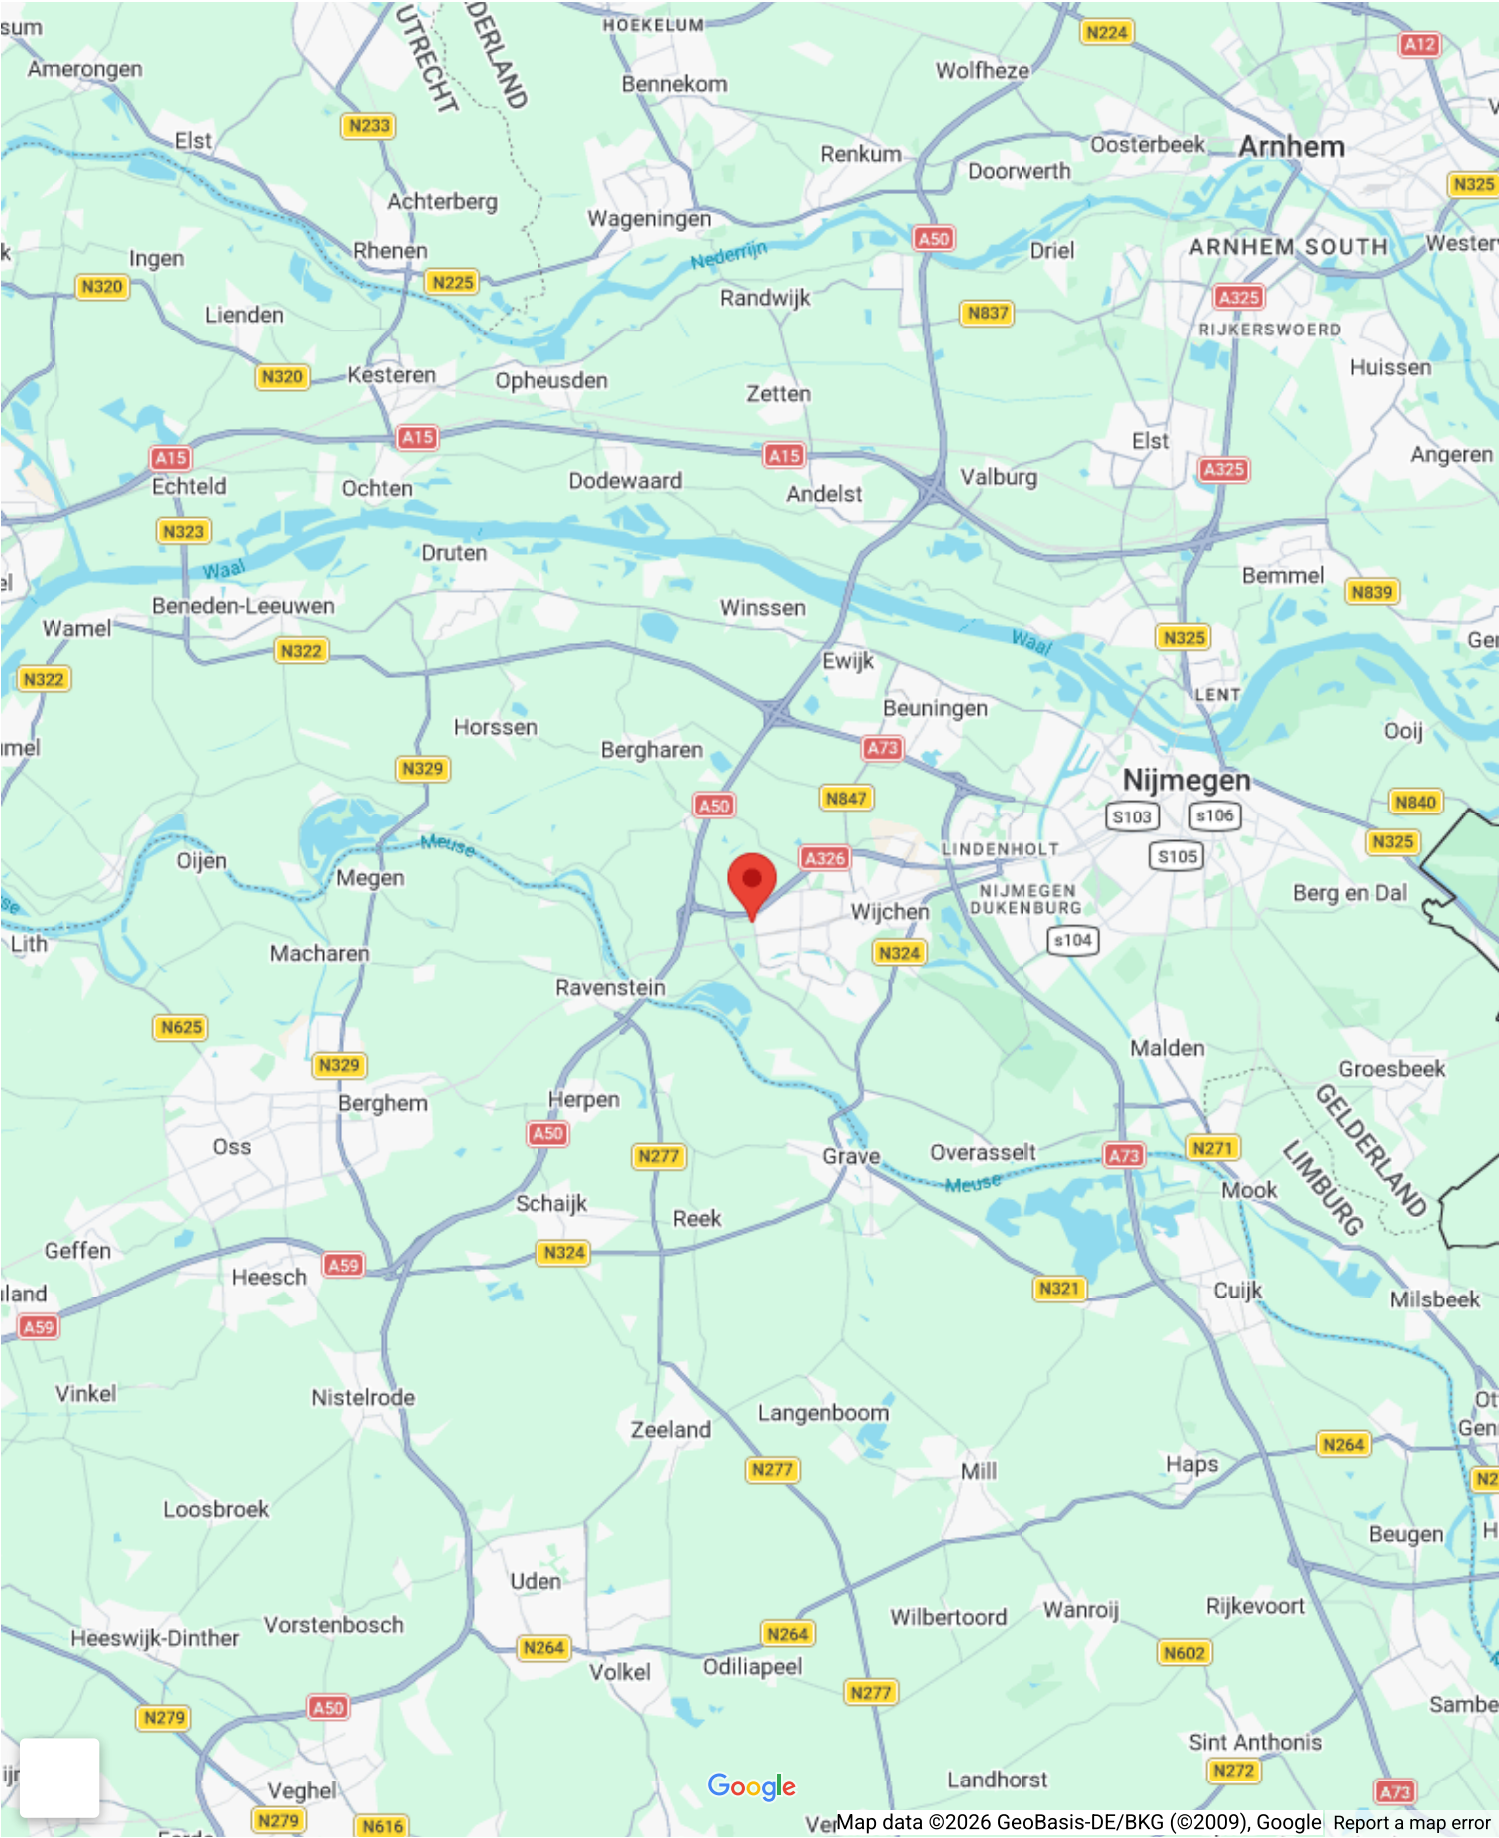 HOEKELUM
N224
A12
UTRECHT
Amerongen
Bennekom
Wolfheze
N233
Elst
Oosterbeek
Arnhem
Renkum
Doorwerth
N325
Achterberg
Wageningen
A50
Rhenen
Nederrijn
Driel
ARNHEM SOUTH
Ingen
N320
N225
Randwijk
A325
Lienden
N837
RIJKERSWOERD
N320
Kesteren
Opheusden
Zetten
Huissen
A15
A15
A15
Elst
Angeren
A325
Echteld
Ochten
Dodewaard
Andelst
Valburg
N323
Druten
Waal
Bemmel
N839
Beneden-Leeuwen
Winssen
Wamel
N322
Waal
N325
Ewijk
N322
LENT
Horssen
Beuningen
Ooij
Bergharen
A73
N329
Nijmegen
A50
N847
N840
S103
s106
Meuse
N325
LINDENHOLT
S105
Oijen
A326
Megen
NIJMEGEN
DUKENBURG
Berg en Dal
Wijchen
Lith
Macharen
N324
s104
Ravenstein
N625
Malden
N329
Groesbeek
Berghem
Herpen
GELDERLAND
LIMBURG
Oss
A50
N277
Grave
Overasselt
A73
N271
Meuse
Mook
Schaijk
Reek
Geffen
N324
A59
Heesch
N321
Cuijk
Milsbeek
A59
Vinkel
Nistelrode
Langenboom
Zeeland
N264
N277
Mill
Haps
Loosbroek
Beugen
Uden
Vorstenbosch
Wilbertoord
Wanroij
Rijkevoort
Heeswijk-Dinther
N264
N264
N602
Volkel
Odiliapeel
N277
A50
N279
Sint Anthonis
N272
Landhorst
Veghel
Google
A73
N279
N616
Map data ©2026 GeoBasis-DE/BKG (©2009), Google
Report a map error